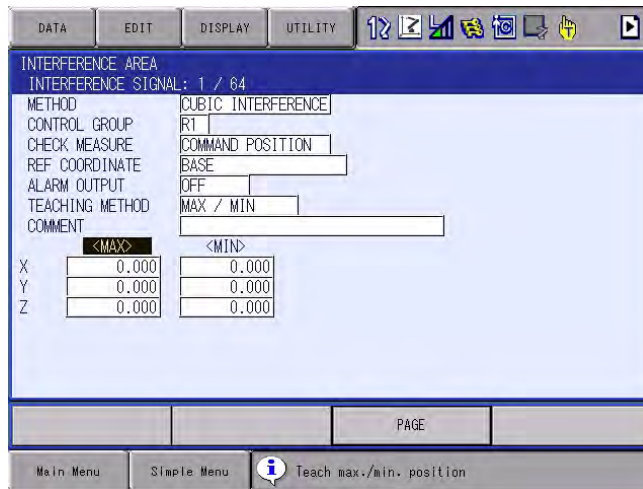 DATA EDIT DISPLAY UTILITY
INTERFERENCE AREA
INTERFERENCE SIGNAL: 1 / 64
METHOD CUBIC INTERFERENCE
CONTROL GROUP R1
CHECK MEASURE COMMAND POSITION
REF COORDINATE BASE
ALARM OUTPUT OFF
TEACHING METHOD MAX / MIN
COMMENT
<MAX> <MIN>
X 0.000 0.000
Y 0.000 0.000
Z 0.000 0.000
PAGE
Main Menu Simple Menu Teach max./min. position